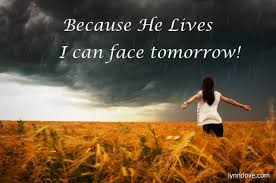 Because He Lives
I can face tomorrow!
lynndove.com